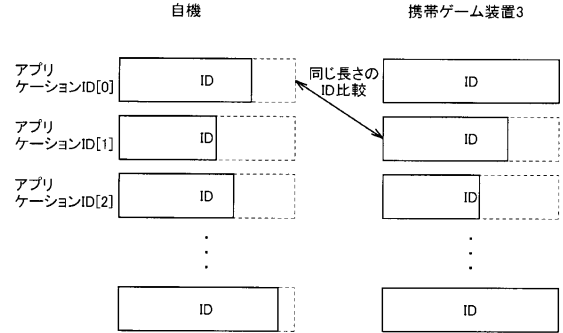 自機
携帯ゲーム装置3
アプリ
ケーションID[0]
ID
同じ長さの
ID比較
ID
アプリ
ケーションID[1]
ID
ID
アプリ
ケーションID[2]
ID
ID
ID
ID